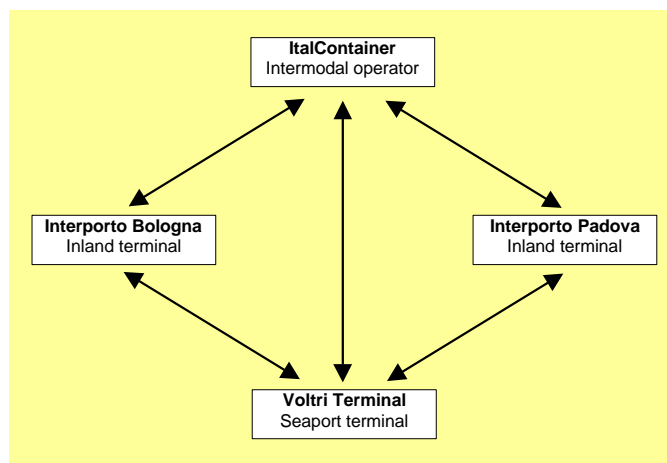 ItalContainer
Intermodal operator
Interporto Bologna
Inland terminal
Interporto Padova
Inland terminal
Voltri Terminal
Seaport terminal